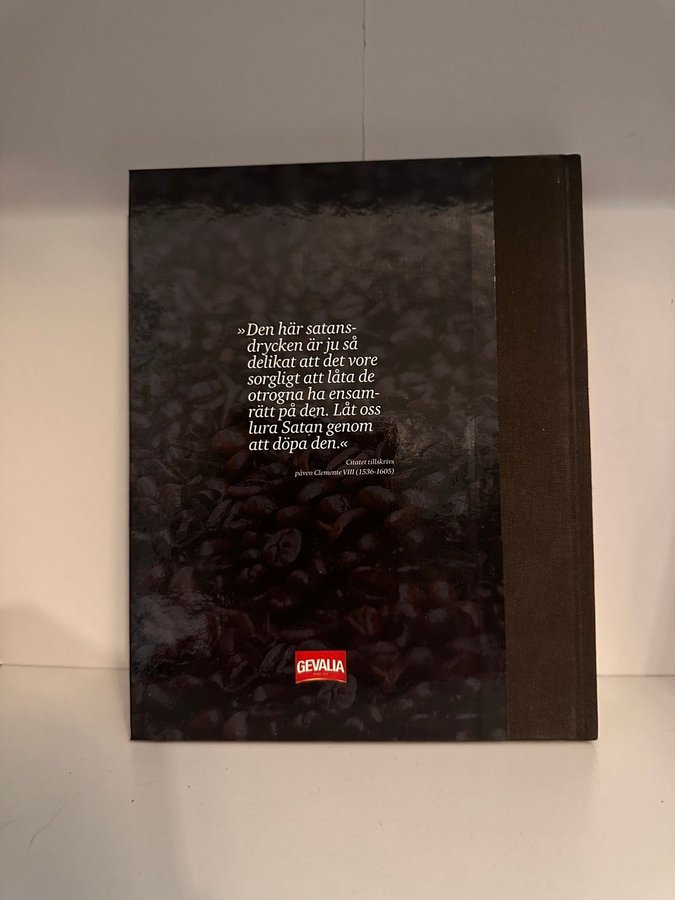 »Den här satans-
drycken är ju så
delikat att det vore
sorgligt att låta de
otrogna ha ensam-
rätt på den. Låt oss
lura Satan genom
att döpa den.«
Citatet tillskrivs
påven Clemente VIII (1536-1605)
GEVALIA